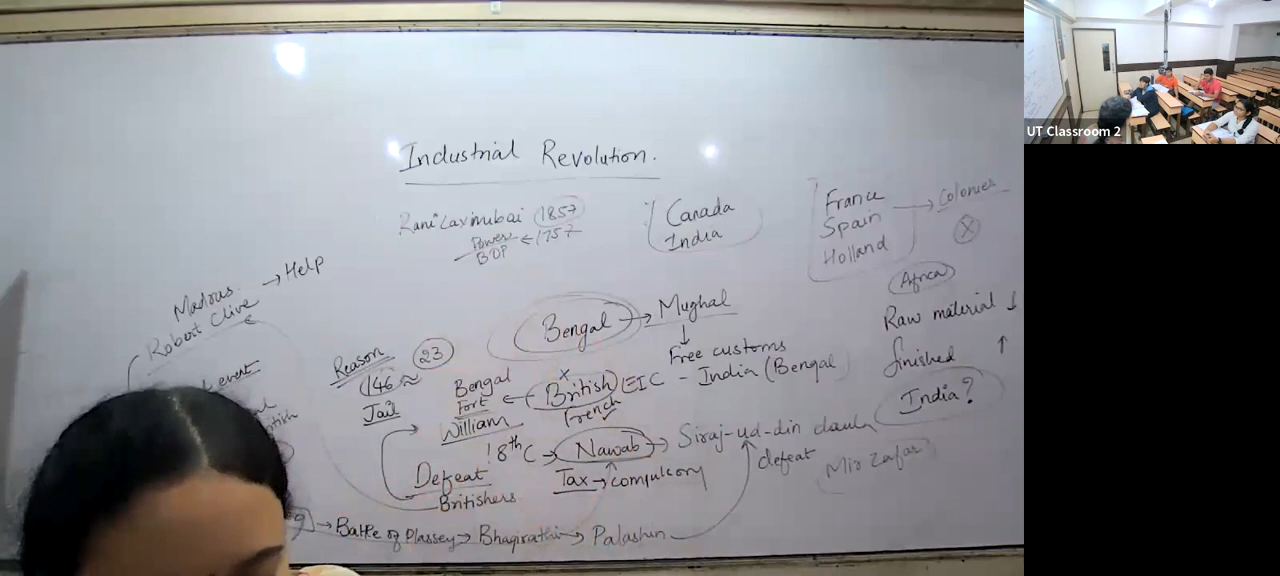 Industrial Revolution.
Rani Laxmibai (1857)
Power ← 1757
BDP
Canada
India
France
Spain
Holland
→ Colonies
X
Africa
Raw material ↓
finished ↑
India?
Madras → Help
Robert Clive
Bengal → Mughal
↓
Free customs
British EIC - India (Bengal
X
French
Reason
146 ≈ 23
Jail
Bengal
Fort
William
18thC → Nawab → Siraj-ud-din daula
Tax → compulsory
defeat
Mir Zafar
Defeat
Britishers
→ Battle of Plassey → Bhagirathi → Palashin
UT Classroom 2